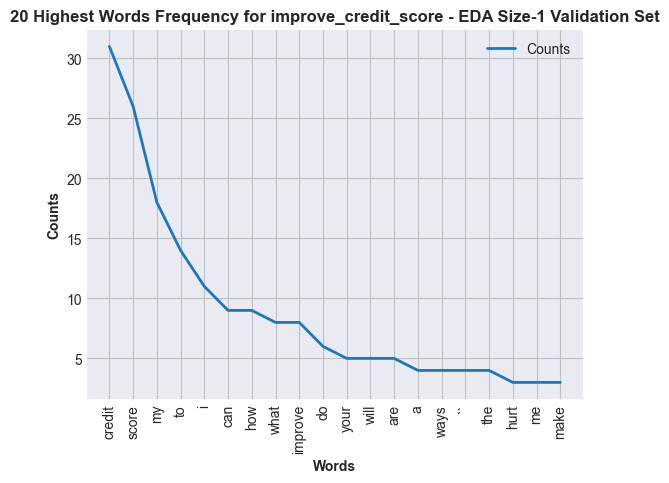 20 Highest Words Frequency for improve_credit_score - EDA Size-1 Validation Set
Counts
30
25
20
15
10
5
Counts
credit
score
my
to
i
can
how
what
improve
do
your
will
are
a
ways
``
the
hurt
me
make
Words